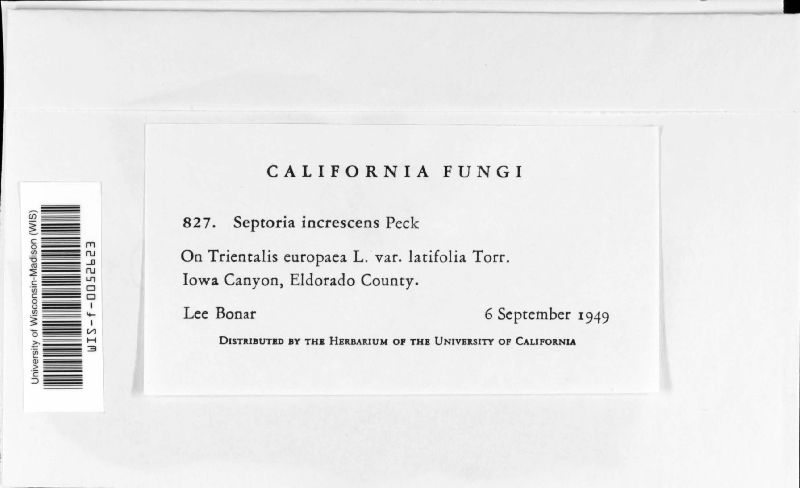 CALIFORNIA FUNGI
827. Septoria increscens Peck
On Trientalis europaea L. var. latifolia Torr.
Iowa Canyon, Eldorado County.
Lee Bonar 6 September 1949
DISTRIBUTED BY THE HERBARIUM OF THE UNIVERSITY OF CALIFORNIA
University of Wisconsin-Madison (WIS)
WIS-f-0052423